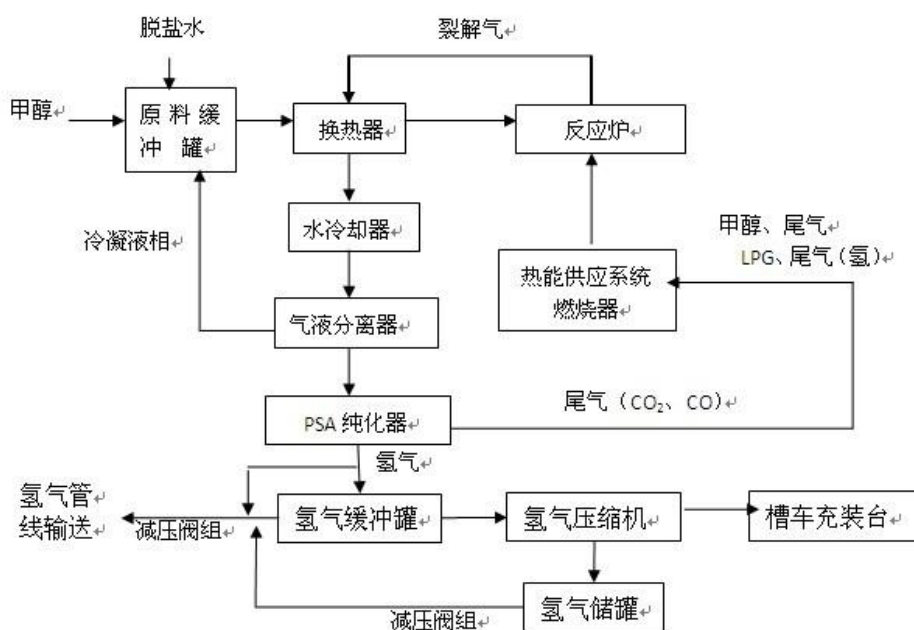 脱盐水
裂解气
甲醇
原料缓
冲 罐
换热器
反应炉
水冷却器
冷凝液相
甲醇、尾气
LPG、尾气（氢）
热能供应系统
燃烧器
气液分离器
PSA 纯化器
尾气（CO₂、CO）
氢气
氢气管
线输送
减压阀组
氢气缓冲罐
氢气压缩机
槽车充装台
减压阀组
氢气储罐